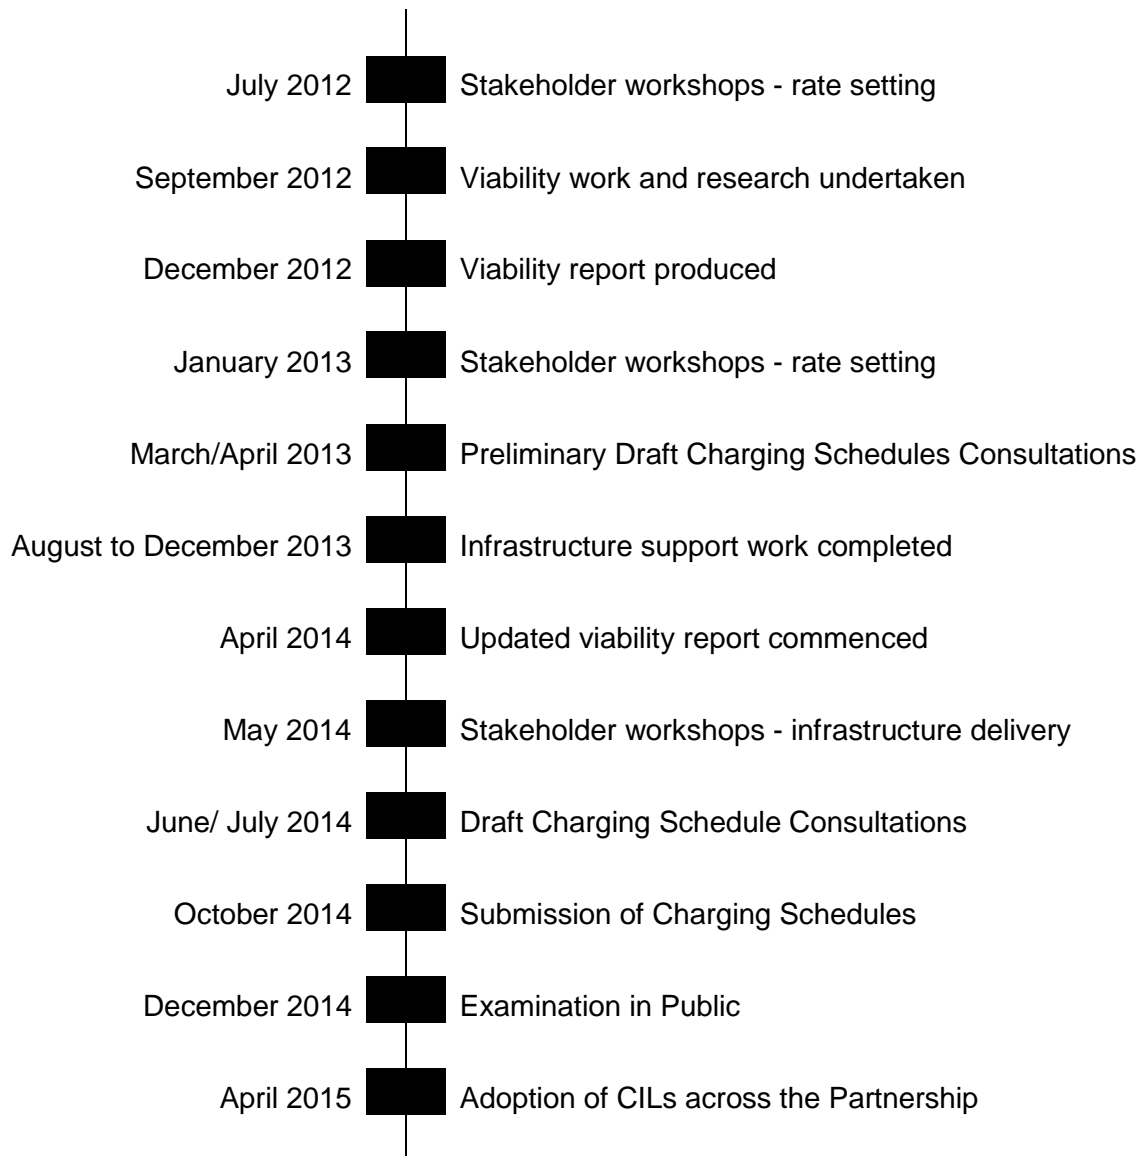 July 2012 Stakeholder workshops - rate setting
September 2012 Viability work and research undertaken
December 2012 Viability report produced
January 2013 Stakeholder workshops - rate setting
March/April 2013 Preliminary Draft Charging Schedules Consultations
August to December 2013 Infrastructure support work completed
April 2014 Updated viability report commenced
May 2014 Stakeholder workshops - infrastructure delivery
June/ July 2014 Draft Charging Schedule Consultations
October 2014 Submission of Charging Schedules
December 2014 Examination in Public
April 2015 Adoption of CILs across the Partnership